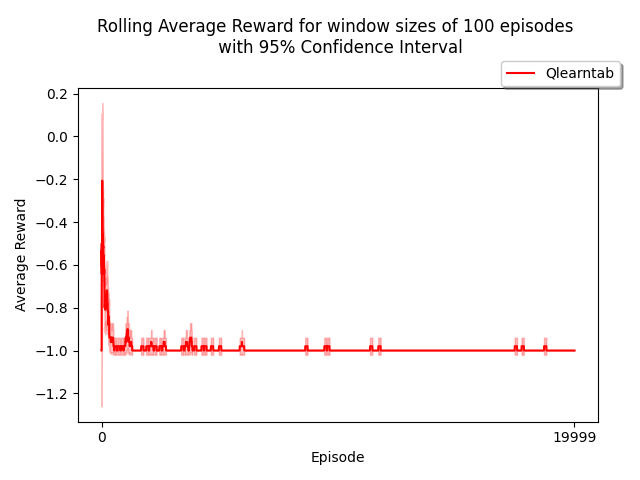 Rolling Average Reward for window sizes of 100 episodes
with 95% Confidence Interval
Qlearntab
Average Reward
0.2
0.0
−0.2
−0.4
−0.6
−0.8
−1.0
−1.2
0
19999
Episode